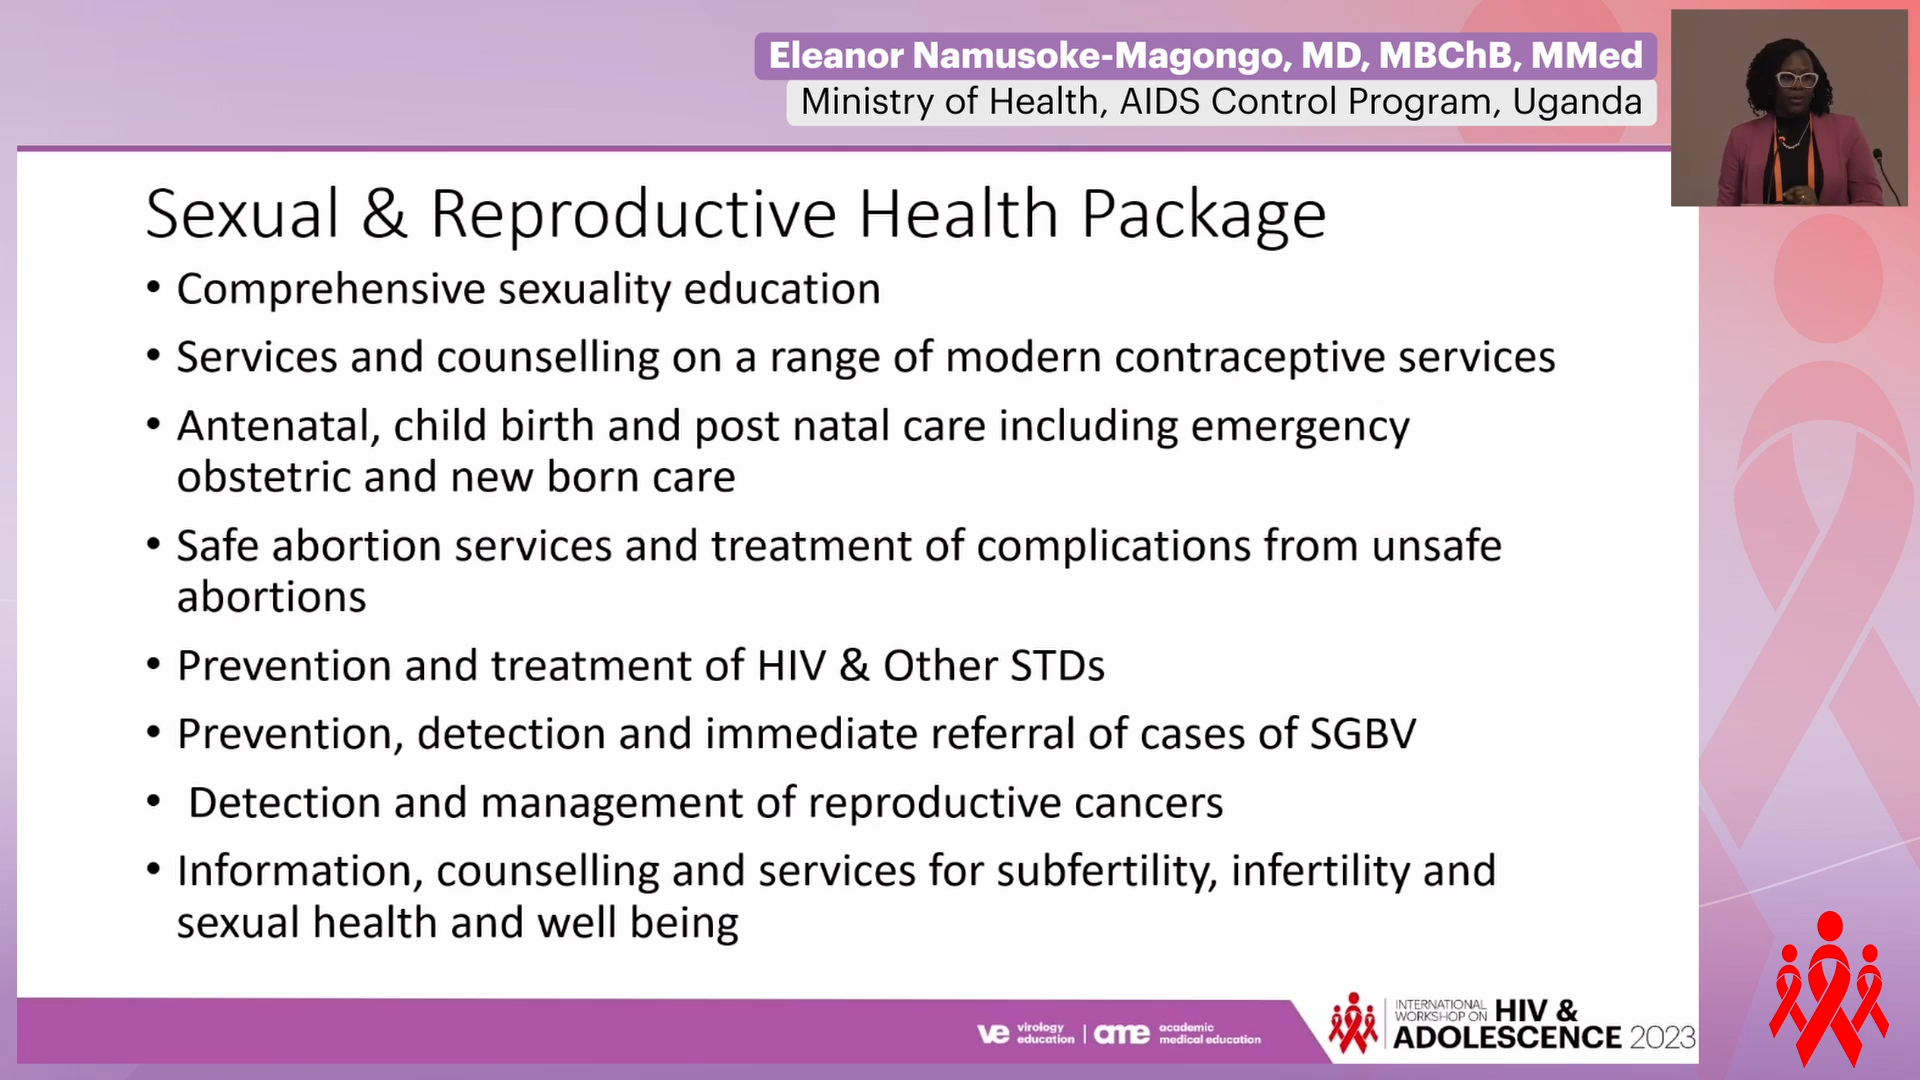 Eleanor Namusoke-Magongo, MD, MBChB, MMed
Ministry of Health, AIDS Control Program, Uganda
Sexual & Reproductive Health Package
• Comprehensive sexuality education
• Services and counselling on a range of modern contraceptive services
• Antenatal, child birth and post natal care including emergency
obstetric and new born care
• Safe abortion services and treatment of complications from unsafe
abortions
• Prevention and treatment of HIV & Other STDs
• Prevention, detection and immediate referral of cases of SGBV
• Detection and management of reproductive cancers
• Information, counselling and services for subfertility, infertility and
sexual health and well being
ve virology education | ame academic medical education
INTERNATIONAL WORKSHOP ON HIV &
ADOLESCENCE 2023